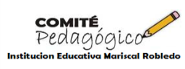 COMITÉ
Pedagógico
Institucion Educativa Mariscal Robledo